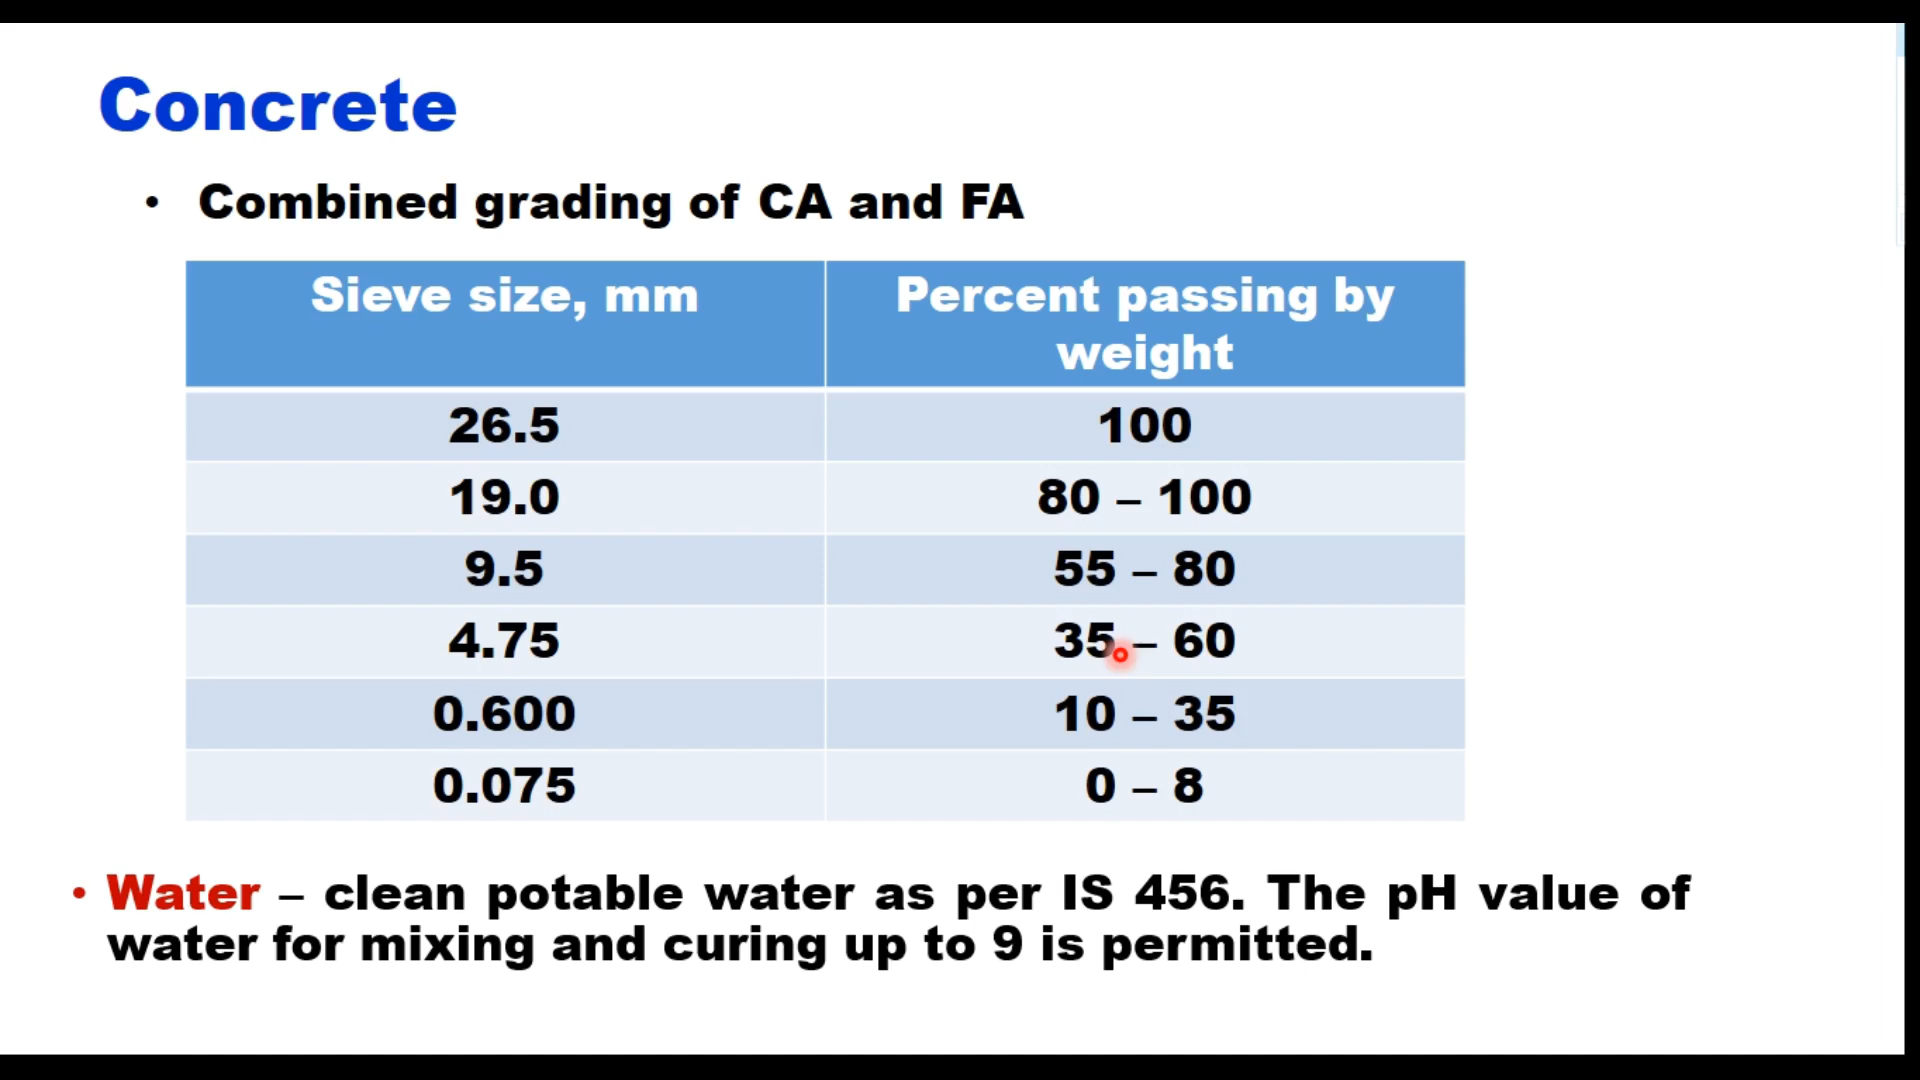 Concrete
• Combined grading of CA and FA
Sieve size, mm
Percent passing by
weight
26.5
100
19.0
80 – 100
9.5
55 – 80
4.75
35 – 60
0.600
10 – 35
0.075
0 – 8
• Water – clean potable water as per IS 456. The pH value of
water for mixing and curing up to 9 is permitted.